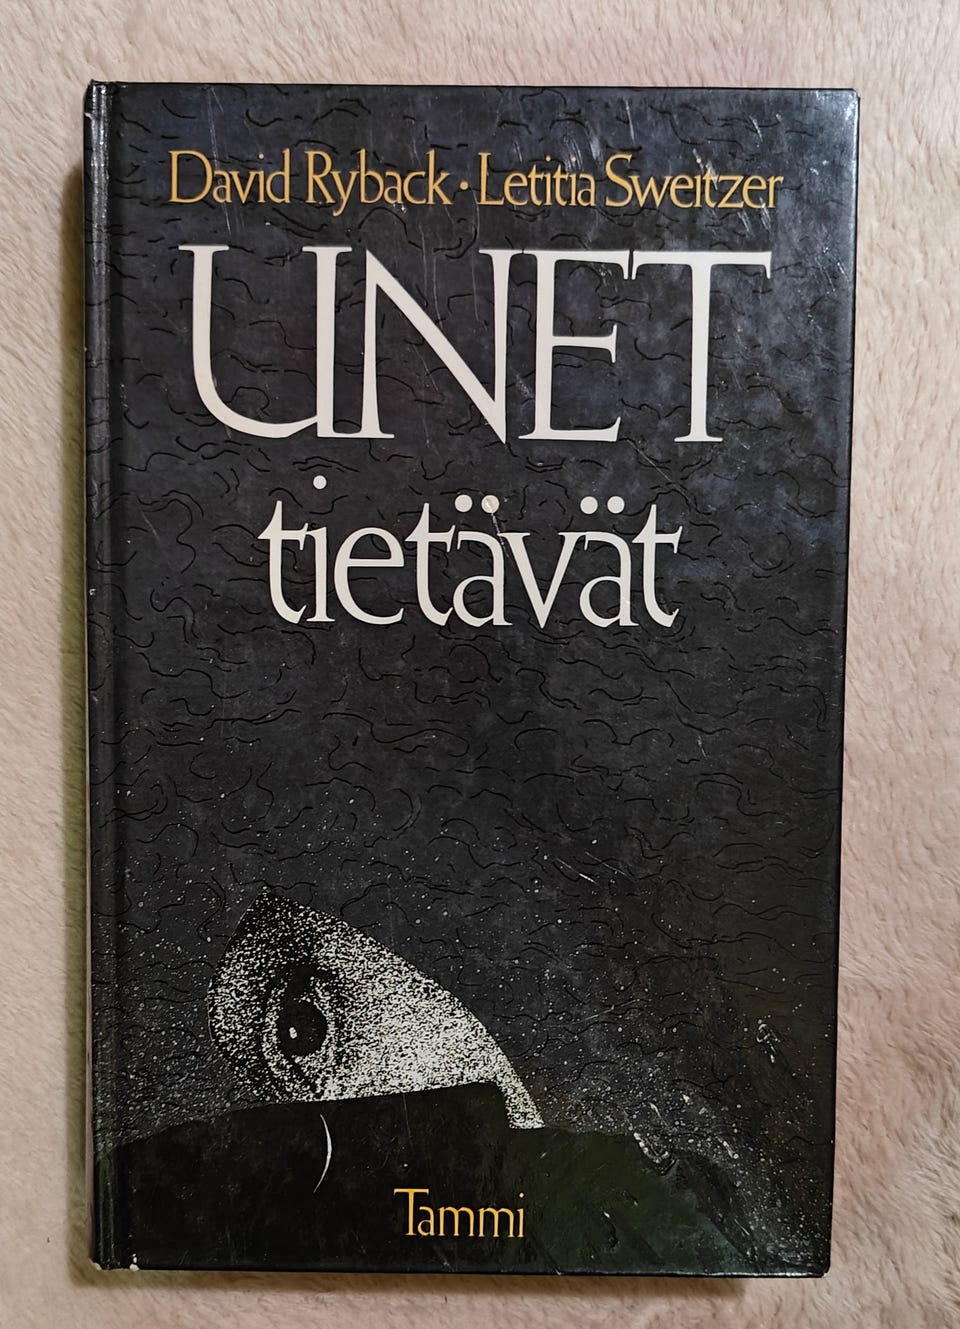 David Ryback · Letitia Sweitzer
UNET
tietävät
Tammi